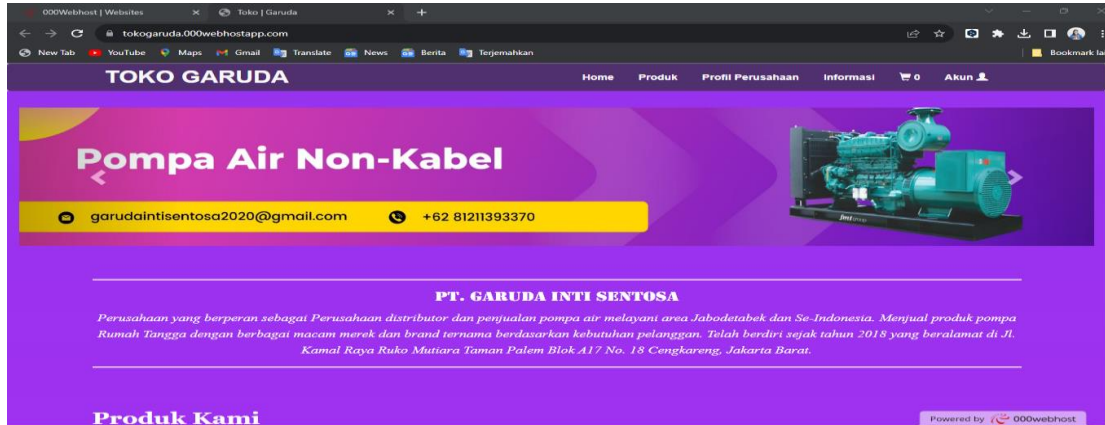 000Webhost | Websites
Toko | Garuda
tokogaruda.000webhostapp.com
New Tab YouTube Maps Gmail Translate News Berita Terjemahkan Bookmark lai
TOKO GARUDA
Home Produk Profil Perusahaan Informasi 0 Akun
Pompa Air Non-Kabel
garudaintisentosa2020@gmail.com +62 81211393370
PT. GARUDA INTI SENTOSA
Perusahaan yang berperan sebagai Perusahaan distributor dan penjualan pompa air melayani area Jabodetabek dan Se-Indonesia. Menjual produk pompa
Rumah Tangga dengan berbagai macam merek dan brand ternama berdasarkan kebutuhan pelanggan. Telah berdiri sejak tahun 2018 yang beralamat di Jl.
Kamal Raya Ruko Mutiara Taman Palem Blok A17 No. 18 Cengkareng, Jakarta Barat.
Produk Kami
Powered by 000webhost